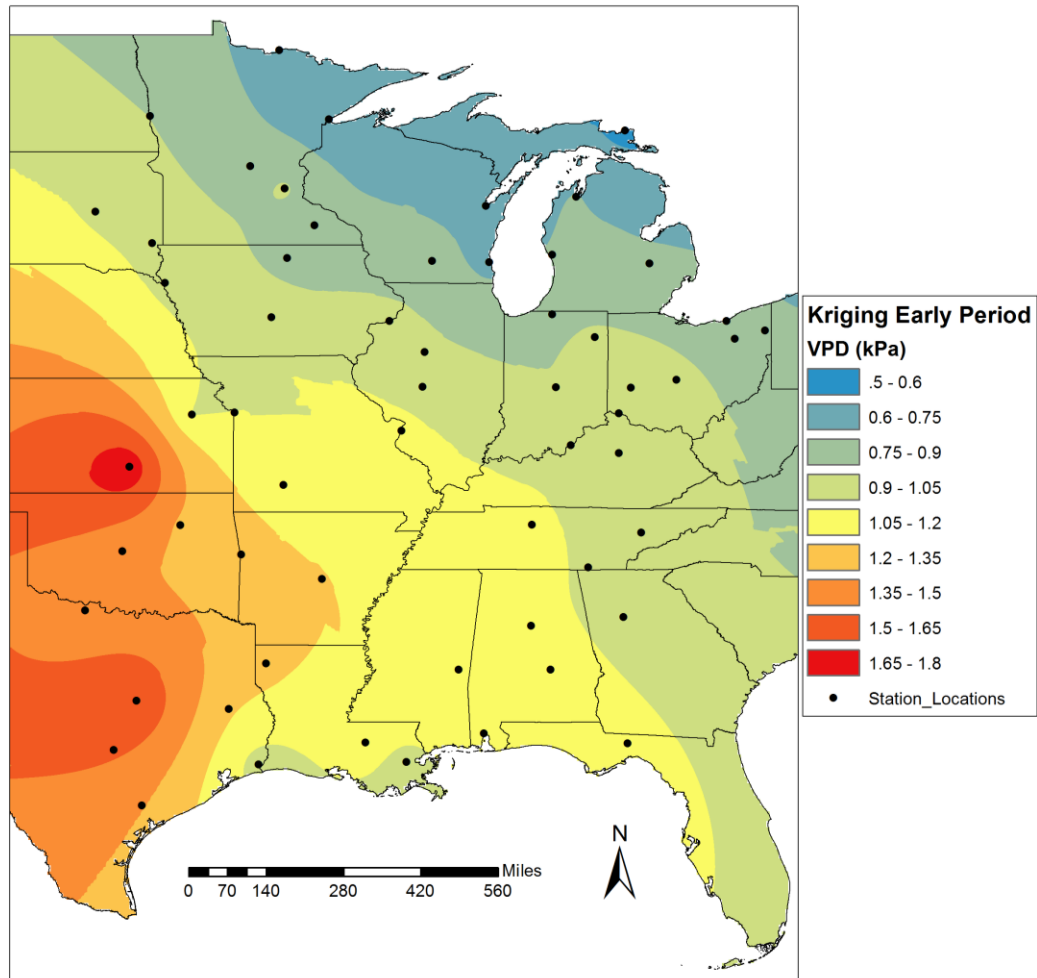 Kriging Early Period
VPD (kPa)
.5 - 0.6
0.6 - 0.75
0.75 - 0.9
0.9 - 1.05
1.05 - 1.2
1.2 - 1.35
1.35 - 1.5
1.5 - 1.65
1.65 - 1.8
Station_Locations
N
Miles
0 70 140 280 420 560